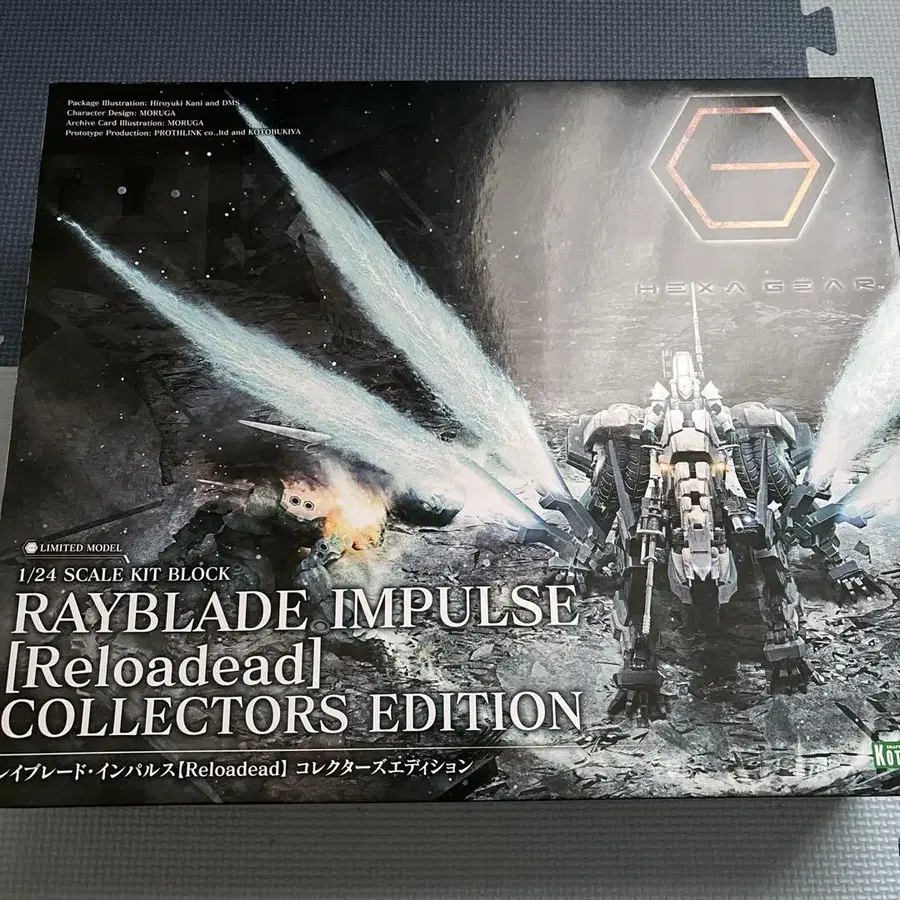 Package Illustration: Hiroyuki Kani and DMS
Character Design: MORUGA
Archive Card Illustration: MORUGA
Prototype Production: PROTHLINK co.,ltd and KOTOBUKIYA
HEXA GEAR
LIMITED MODEL
1/24 SCALE KIT BLOCK
RAYBLADE IMPULSE
[Reloadead]
COLLECTORS EDITION
レイブレード・インパルス【Reloadead】 コレクターズエディション